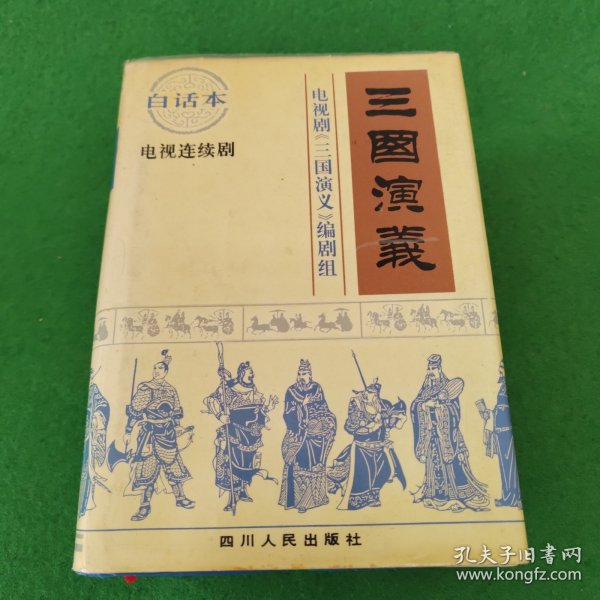 白话本
电视连续剧
三國演義
电视剧《三国演义》编剧组
四川人民出版社
孔夫子旧书网
www.kongfz.com